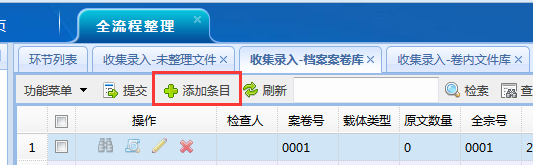 页 全流程整理
环节列表 收集录入-未整理文件 × 收集录入-档案案卷库 × 收集录入-卷内文件库 ×
功能菜单 提交 添加条目 刷新 检索 查
操作 检查人 案卷号 载体类型 原文数量 全宗号
1 0001 0 0001 2